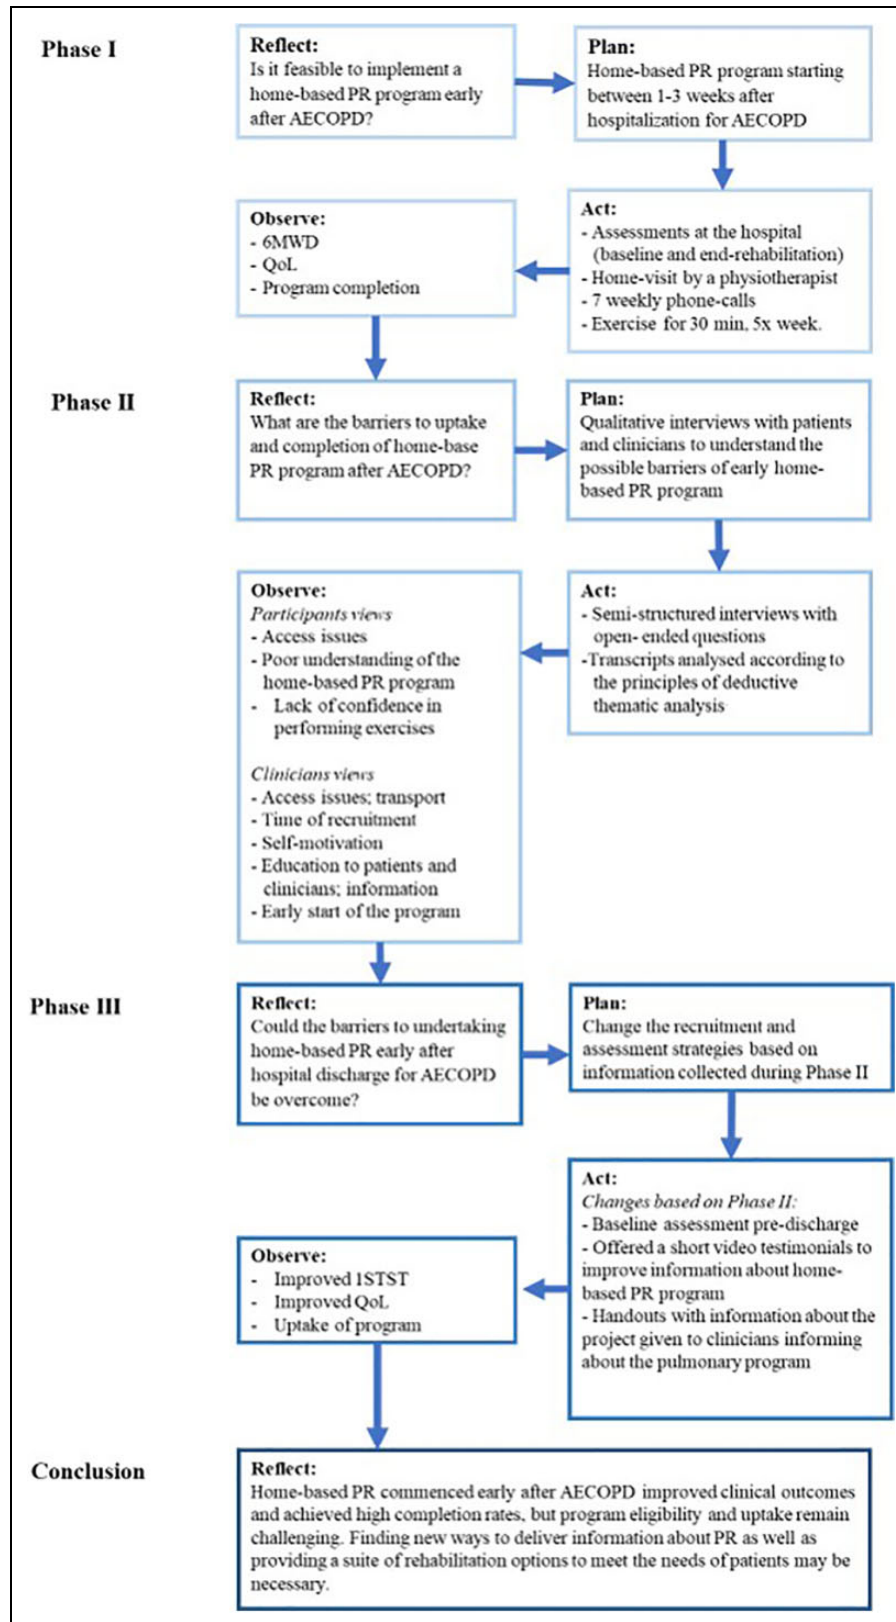 Phase I
Reflect:
Is it feasible to implement a
home-based PR program early
after AECOPD?
Plan:
Home-based PR program starting
between 1-3 weeks after
hospitalization for AECOPD
Act:
- Assessments at the hospital
(baseline and end-rehabilitation)
- Home-visit by a physiotherapist
- 7 weekly phone-calls
- Exercise for 30 min, 5x week.
Observe:
- 6MWD
- QoL
- Program completion
Phase II
Reflect:
What are the barriers to uptake
and completion of home-base
PR program after AECOPD?
Plan:
Qualitative interviews with patients
and clinicians to understand the
possible barriers of early home-
based PR program
Act:
- Semi-structured interviews with
open- ended questions
-Transcripts analysed according to
the principles of deductive
thematic analysis
Observe:
Participants views
- Access issues
- Poor understanding of the
home-based PR program
- Lack of confidence in
performing exercises
Clinicians views
- Access issues; transport
- Time of recruitment
- Self-motivation
- Education to patients and
clinicians; information
- Early start of the program
Phase III
Reflect:
Could the barriers to undertaking
home-based PR early after
hospital discharge for AECOPD
be overcome?
Plan:
Change the recruitment and
assessment strategies based on
information collected during Phase II
Act:
Changes based on Phase II:
- Baseline assessment pre-discharge
- Offered a short video testimonials to
improve information about home-
based PR program
- Handouts with information about the
project given to clinicians informing
about the pulmonary program
Observe:
- Improved 1STST
- Improved QoL
- Uptake of program
Conclusion
Reflect:
Home-based PR commenced early after AECOPD improved clinical outcomes
and achieved high completion rates, but program eligibility and uptake remain
challenging. Finding new ways to deliver information about PR as well as
providing a suite of rehabilitation options to meet the needs of patients may be
necessary.